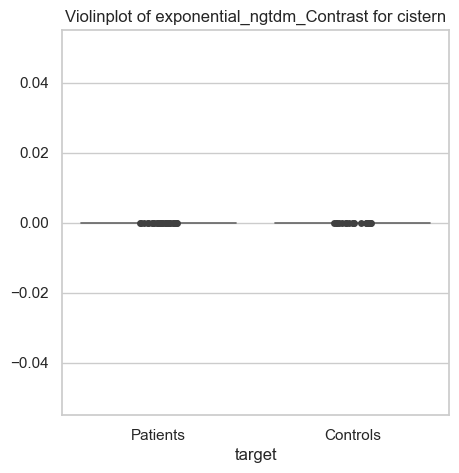 Violinplot of exponential_ngtdm_Contrast for cistern
0.04
0.02
0.00
−0.02
−0.04
Patients Controls
target